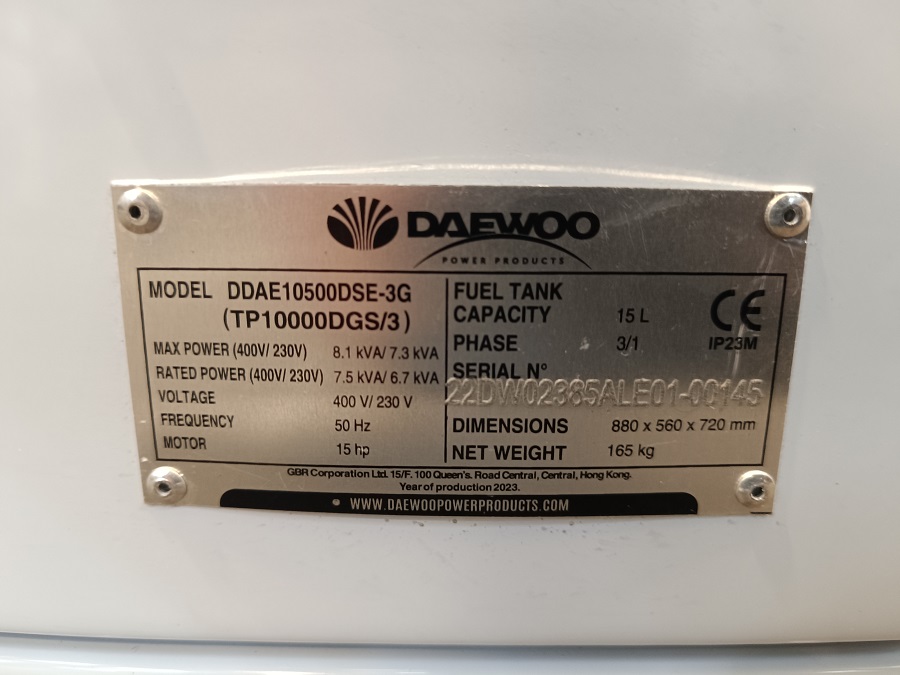 DAEWOO
POWER PRODUCTS
MODEL DDAE10500DSE-3G
(TP10000DGS/3)
MAX POWER (400V/ 230V) 8.1 kVA/ 7.3 kVA
RATED POWER (400V/ 230V) 7.5 kVA/ 6.7 kVA
VOLTAGE 400 V/ 230 V
FREQUENCY 50 Hz
MOTOR 15 hp
FUEL TANK
CAPACITY 15 L
CE
PHASE 3/1
IP23M
SERIAL N°
22IDW02385ALE01-00145
DIMENSIONS 880 x 560 x 720 mm
NET WEIGHT 165 kg
GBR Corporation Ltd. 15/F. 100 Queen's. Road Central, Central, Hong Kong.
Year of production 2023.
• WWW.DAEWOOPOWERPRODUCTS.COM